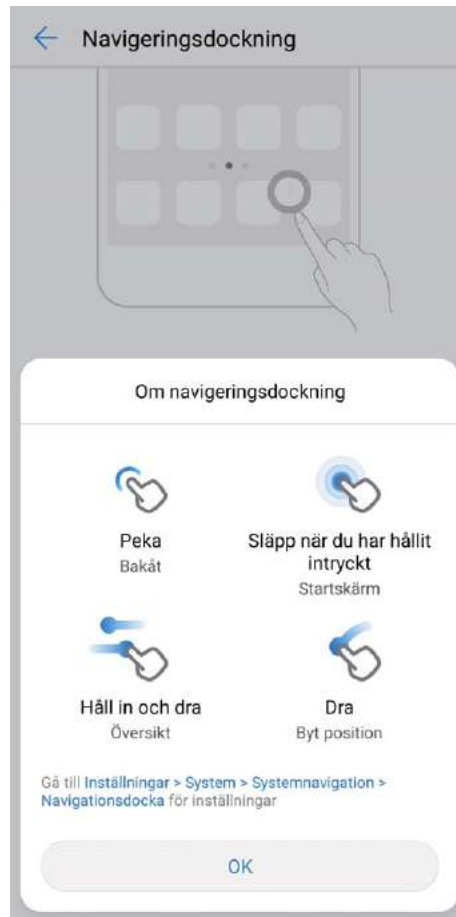 Navigeringsdockning
Om navigeringsdockning
Peka
Bakåt
Släpp när du har hållit
intryckt
Startskärm
Håll in och dra
Översikt
Dra
Byt position
Gå till Inställningar > System > Systemnavigation >
Navigationsdocka för inställningar
OK